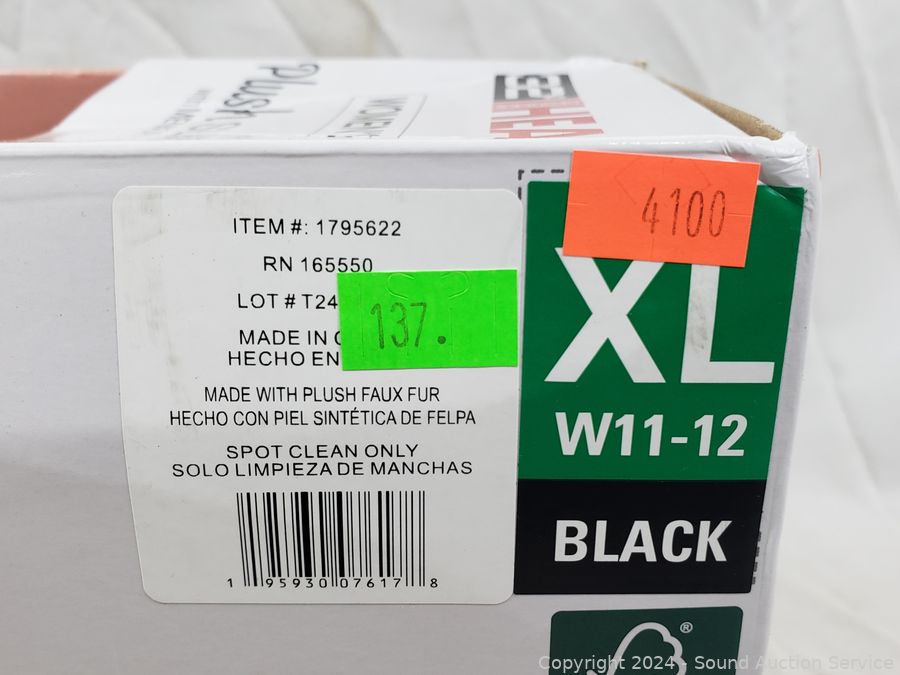 Plush
WOMEN'S
4100
ITEM #: 1795622
RN 165550
LOT # T24
137.
MADE IN
HECHO EN
MADE WITH PLUSH FAUX FUR
HECHO CON PIEL SINTÉTICA DE FELPA
SPOT CLEAN ONLY
SOLO LIMPIEZA DE MANCHAS
1 95930 07617 8
XL
W11-12
BLACK
®
Copyright 2024 - Sound Auction Service